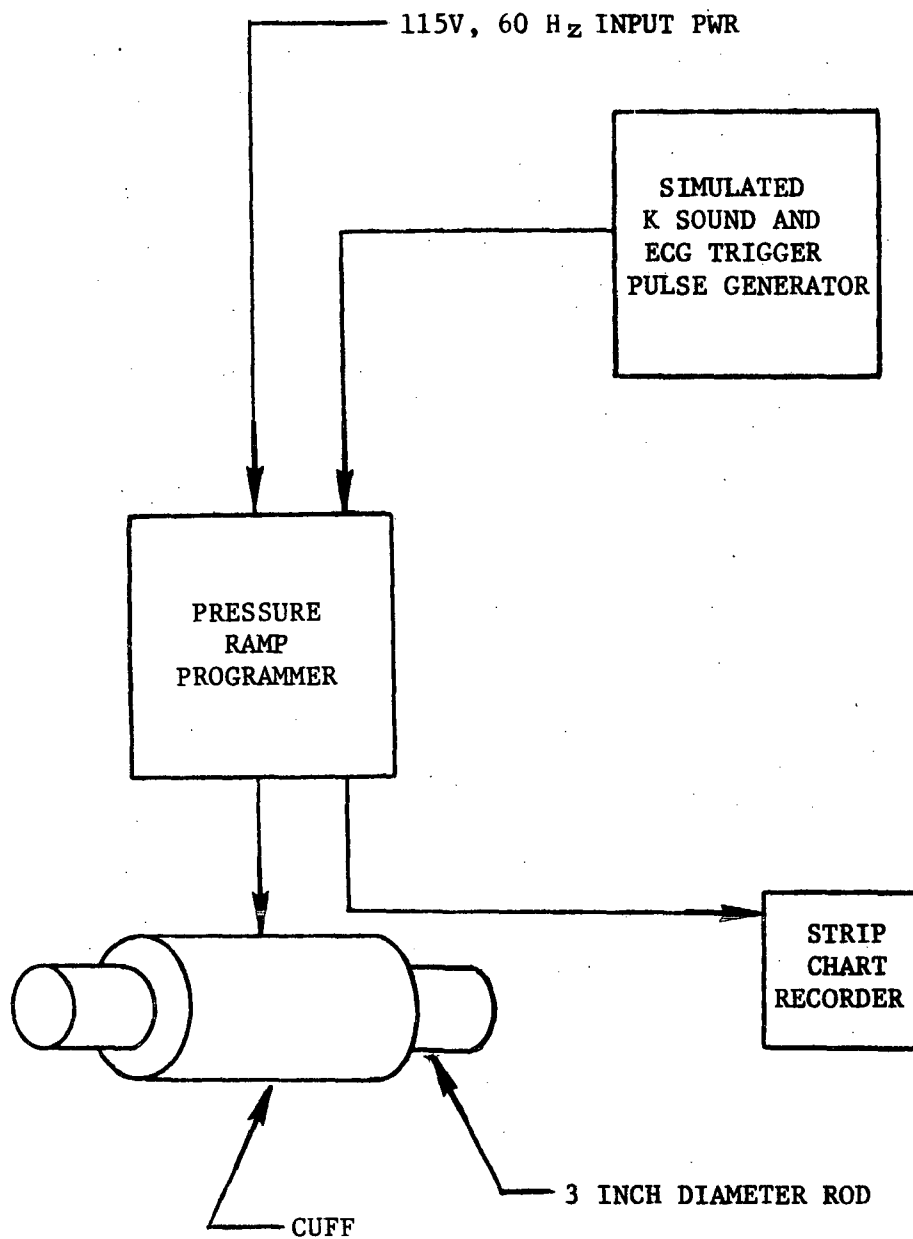 115V, 60 Hz INPUT PWR
SIMULATED
K SOUND AND
ECG TRIGGER
PULSE GENERATOR
PRESSURE
RAMP
PROGRAMMER
STRIP
CHART
RECORDER
3 INCH DIAMETER ROD
CUFF